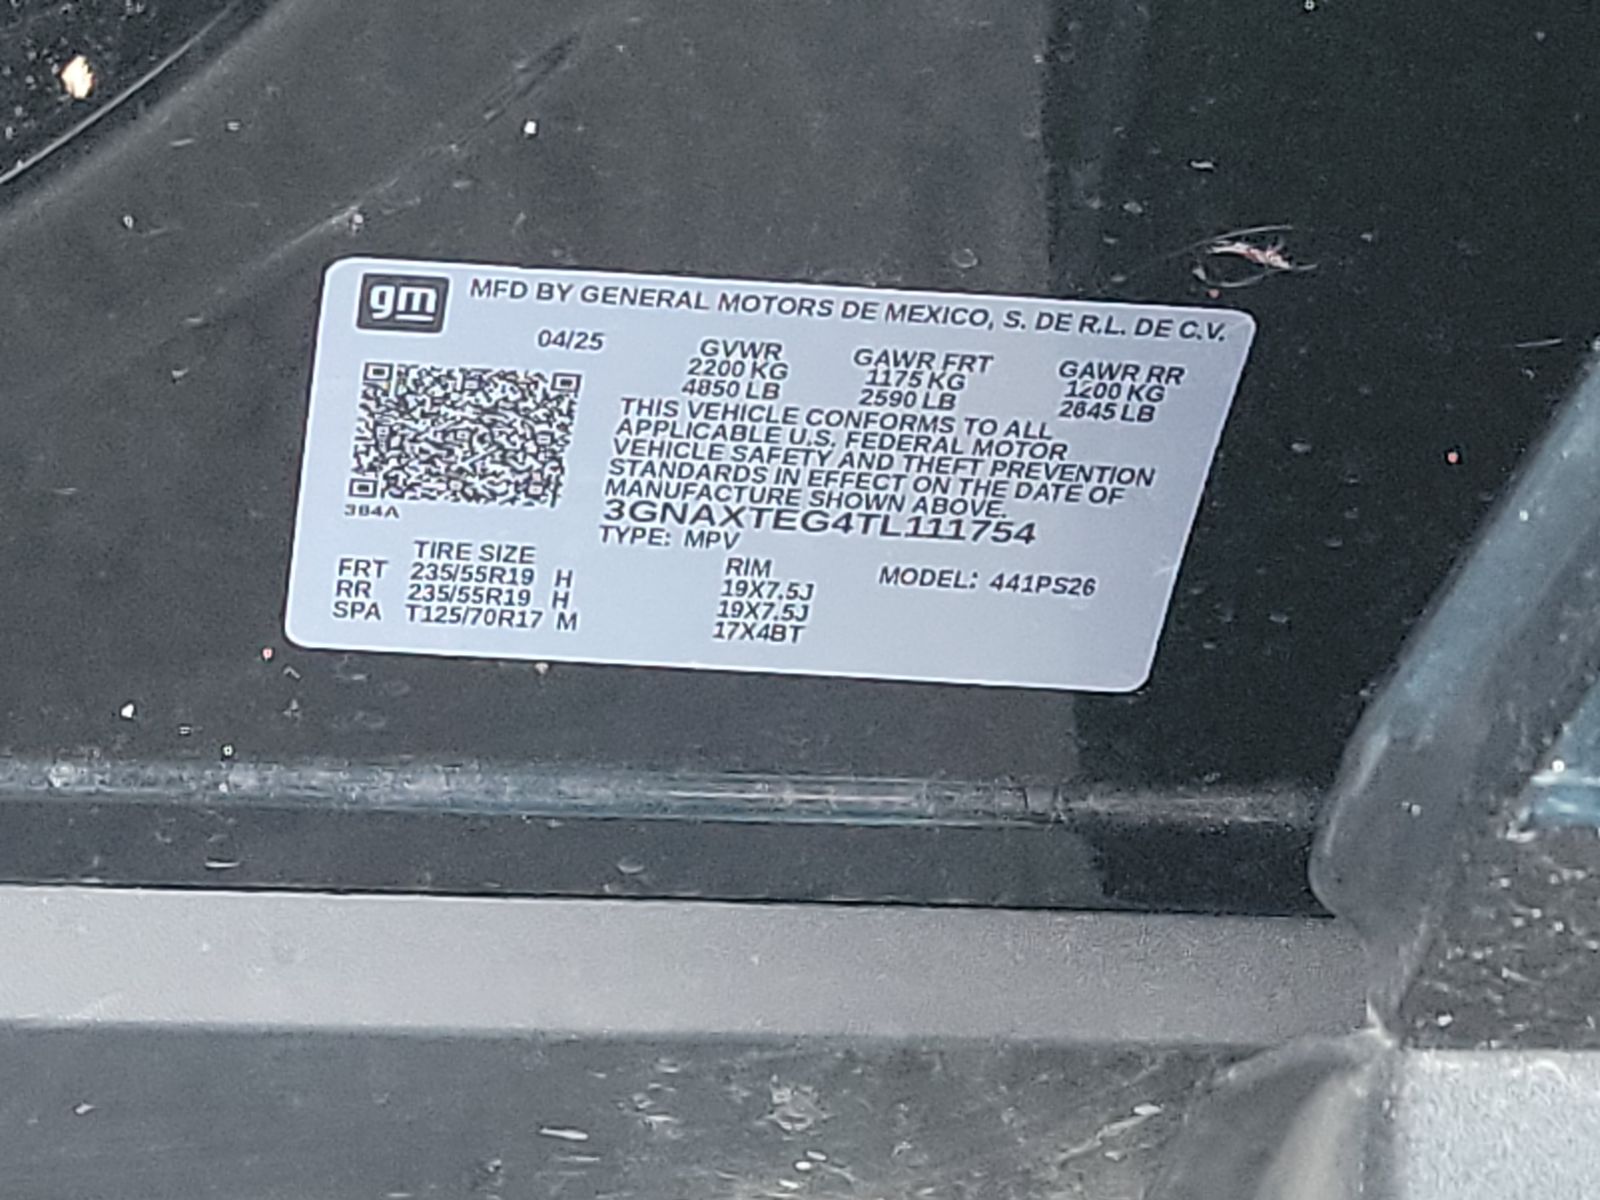 gm MFD BY GENERAL MOTORS DE MEXICO, S. DE R.L. DE C.V.
04/25 GVWR GAWR FRT GAWR RR
2200 KG 1175 KG 1200 KG
4850 LB 2590 LB 2645 LB
THIS VEHICLE CONFORMS TO ALL
APPLICABLE U.S. FEDERAL MOTOR
VEHICLE SAFETY AND THEFT PREVENTION
STANDARDS IN EFFECT ON THE DATE OF
MANUFACTURE SHOWN ABOVE.
384A
3GNAXTEG4TL111754
TYPE: MPV
TIRE SIZE RIM MODEL: 441PS26
FRT 235/55R19 H 19X7.5J
RR 235/55R19 H 19X7.5J
SPA T125/70R17 M 17X4BT